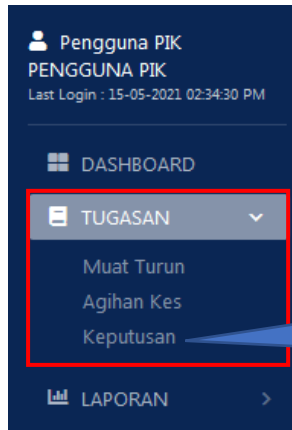 Pengguna PIK
PENGGUNA PIK
Last Login : 15-05-2021 02:34:30 PM
DASHBOARD
TUGASAN
Muat Turun
Agihan Kes
Keputusan
LAPORAN